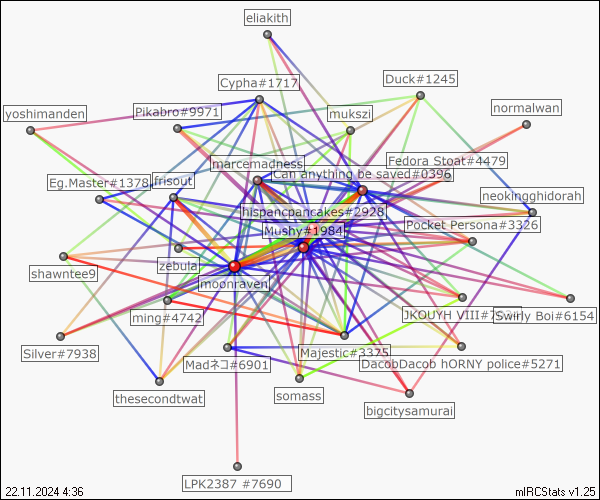 eliakith
Cypha#1717
Duck#1245
yoshimanden
Pikabro#9971
mukszi
normalwan
marcemadness
Can anything be saved#0396
Fedora Stoat#4479
Eg.Master#1378
frisout
neokingghidorah
hispancpancakes#2928
Pocket Persona#3326
Mushy#1984
shawntee9
zebula
moonraven
ming#4742
JKOUYH VIII#7
Swirly Boi#6154
Silver#7938
Madネコ#6901
Majestic#3375
DacobDacob hORNY police#5271
thesecondtwat
somass
bigcitysamurai
LPK2387 #7690
22.11.2024 4:36
mIRCStats v1.25